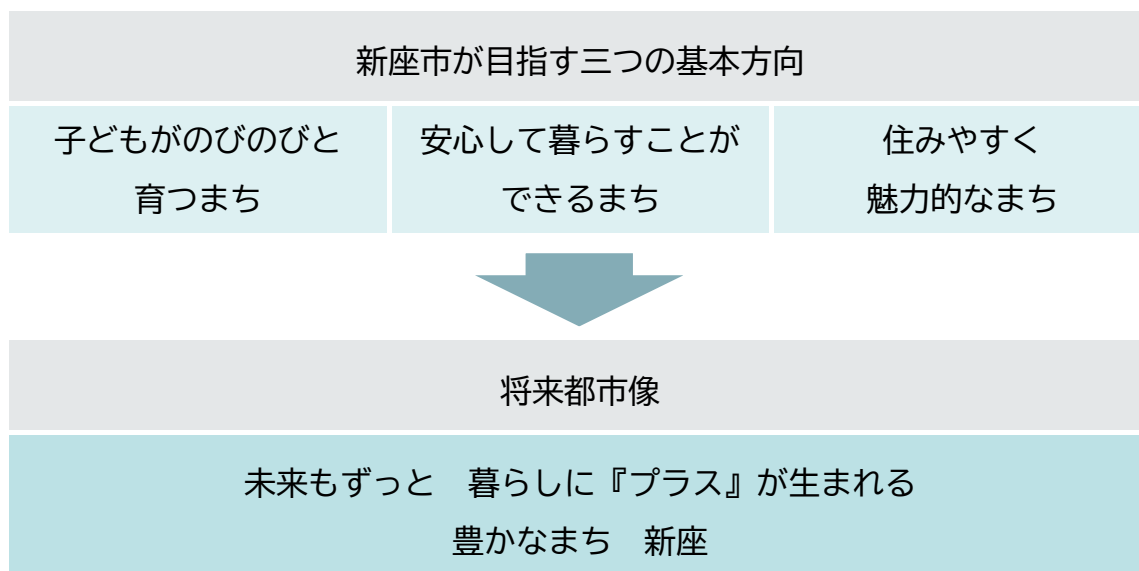 新座市が目指す三つの基本方向
子どもがのびのびと
育つまち
安心して暮らすことが
できるまち
住みやすく
魅力的なまち
将来都市像
未来もずっと　暮らしに『プラス』が生まれる
豊かなまち　新座